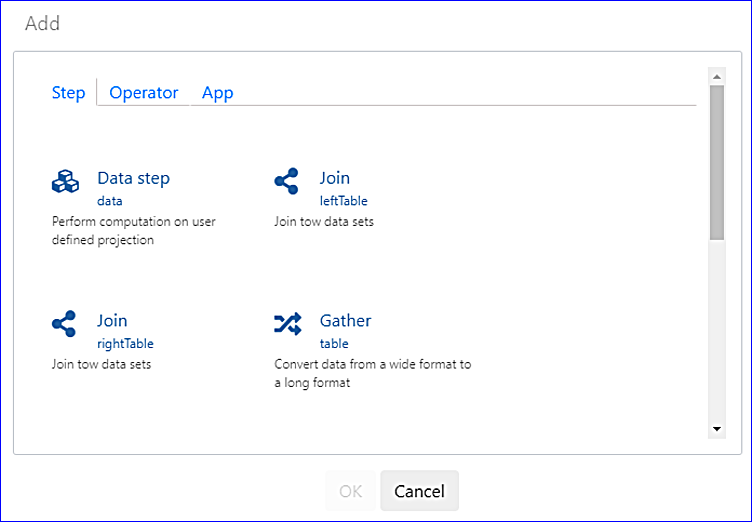 Add
Step Operator App
Data step
data
Perform computation on user
defined projection
Join
leftTable
Join tow data sets
Join
rightTable
Join tow data sets
Gather
table
Convert data from a wide format to
a long format
OK Cancel